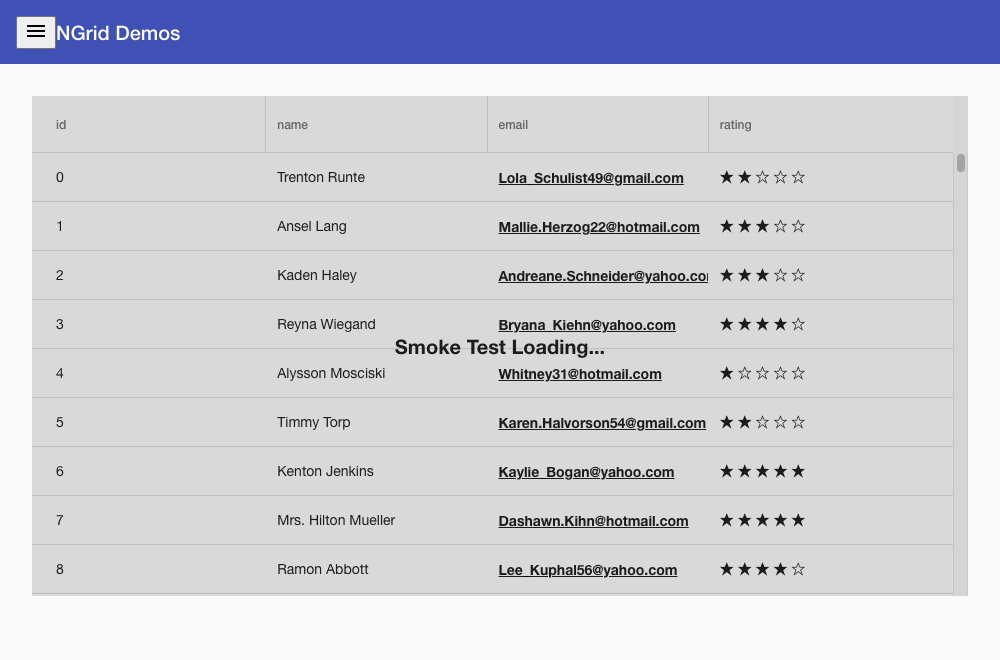 NGrid Demos
id name email rating
0 Trenton Runte Lola_Schulist49@gmail.com ★★☆☆☆
1 Ansel Lang Mallie.Herzog22@hotmail.com ★★★☆☆
2 Kaden Haley Andreane.Schneider@yahoo.co ★★★☆☆
3 Reyna Wiegand Bryana_Kiehn@yahoo.com ★★★★☆
Smoke Test Loading...
4 Alysson Mosciski Whitney31@hotmail.com ★☆☆☆☆
5 Timmy Torp Karen.Halvorson54@gmail.com ★★☆☆☆
6 Kenton Jenkins Kaylie_Bogan@yahoo.com ★★★★★
7 Mrs. Hilton Mueller Dashawn.Kihn@hotmail.com ★★★★★
8 Ramon Abbott Lee_Kuphal56@yahoo.com ★★★★☆